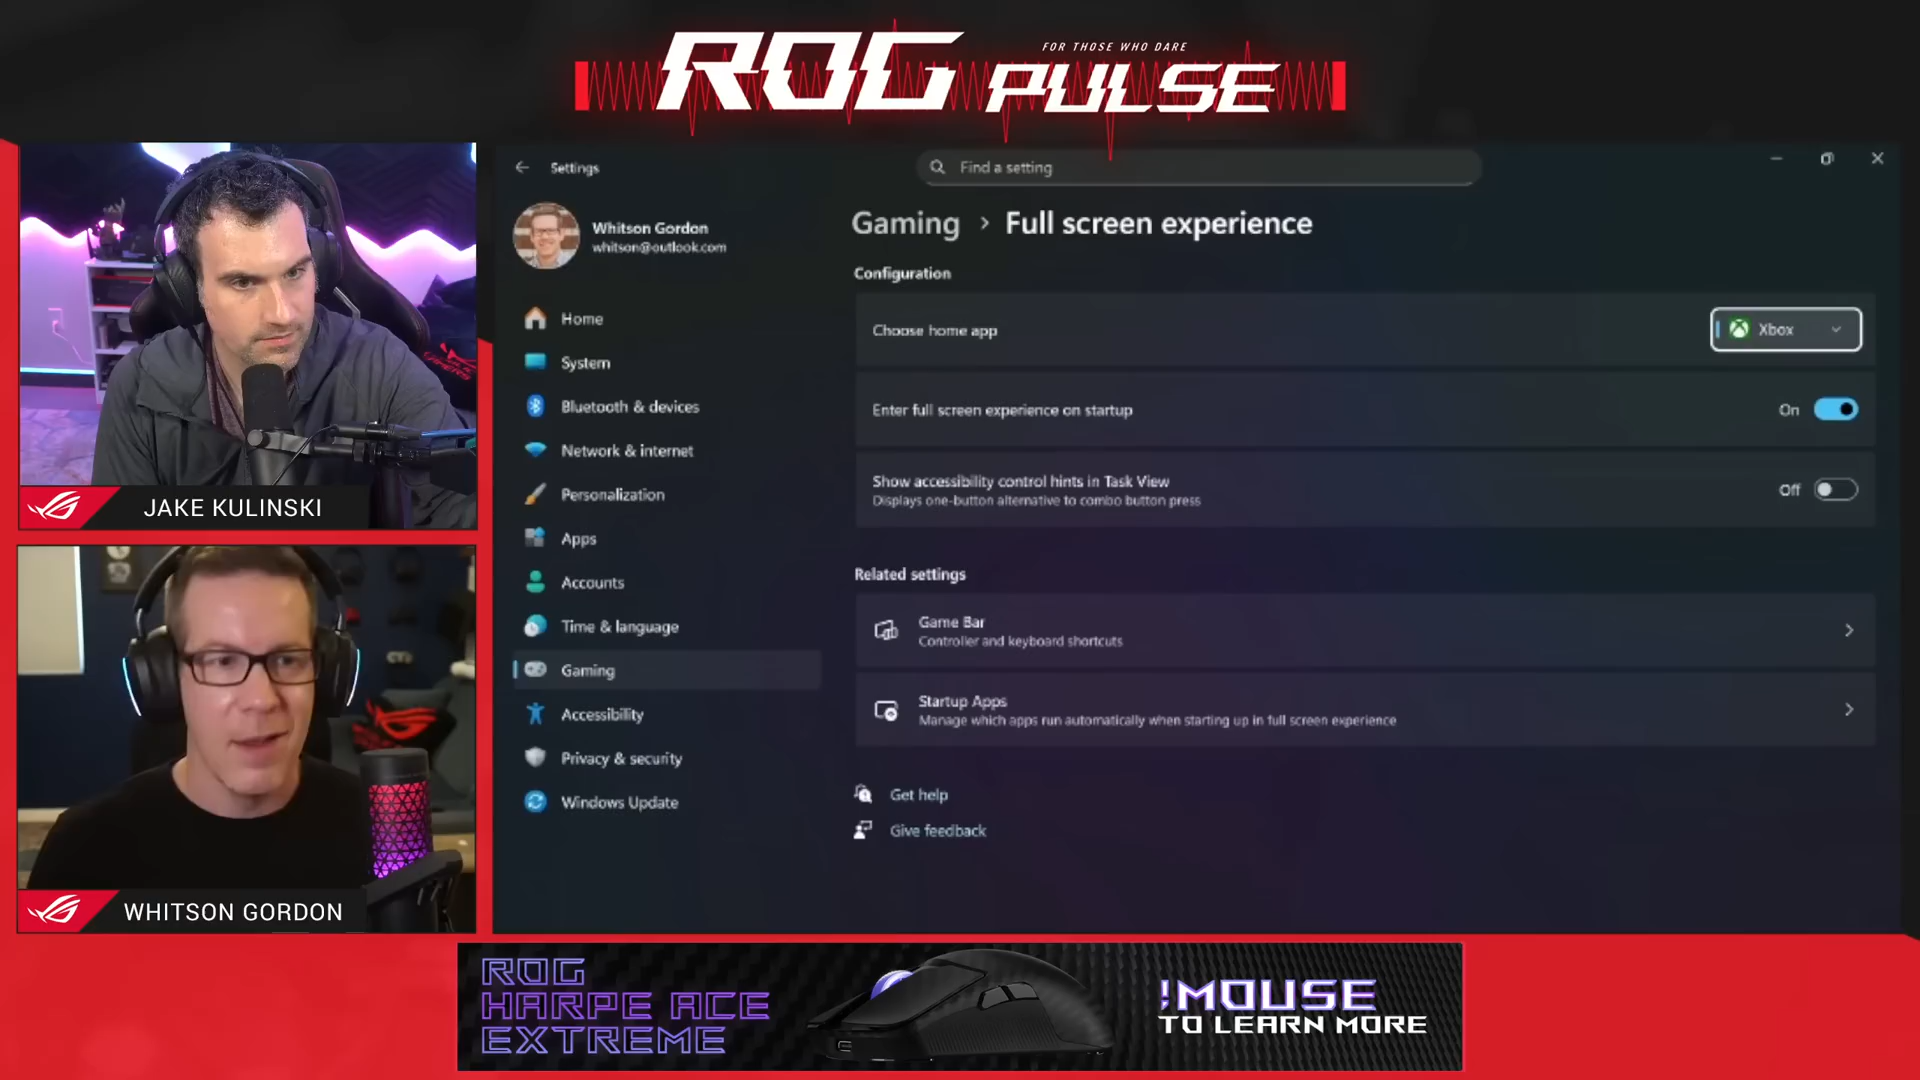 ROG PULSE
FOR THOSE WHO DARE
JAKE KULINSKI
WHITSON GORDON
Settings
Find a setting
Whitson Gordon
whitson@outlook.com
Home
System
Bluetooth & devices
Network & internet
Personalization
Apps
Accounts
Time & language
Gaming
Accessibility
Privacy & security
Windows Update
Gaming > Full screen experience
Configuration
Choose home app
Xbox
Enter full screen experience on startup
On
Show accessibility control hints in Task View
Displays one-button alternative to combo button press
Off
Related settings
Game Bar
Controller and keyboard shortcuts
Startup Apps
Manage which apps run automatically when starting up in full screen experience
Get help
Give feedback
ROG
HARPE ACE
EXTREME
!MOUSE
TO LEARN MORE